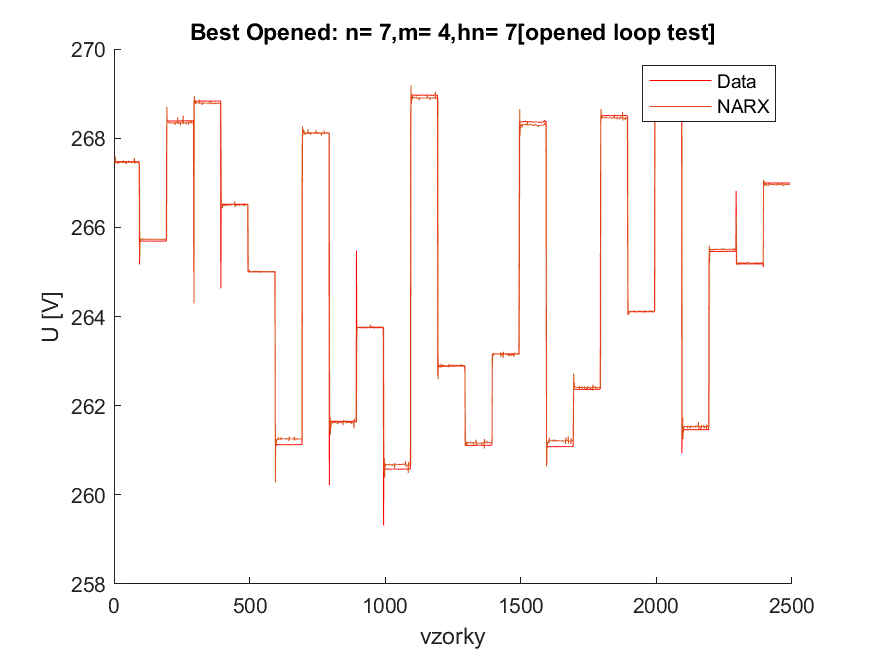 Best Opened: n= 7,m= 4,hn= 7[opened loop test]
270
268
266
264
262
260
258
U [V]
Data
NARX
0
500
1000
1500
2000
2500
vzorky